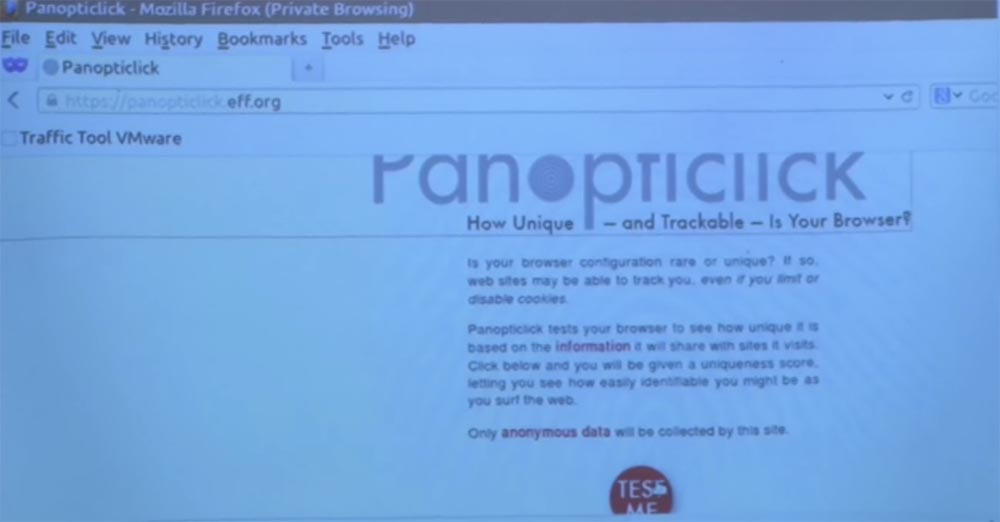 Panopticlick - Mozilla Firefox (Private Browsing)
File Edit View History Bookmarks Tools Help
Panopticlick
https://panopticlick.eff.org
Traffic Tool VMware
Panopticlick
How Unique — and Trackable — Is Your Browser?
Is your browser configuration rare or unique? If so,
web sites may be able to track you, even if you limit or
disable cookies.
Panopticlick tests your browser to see how unique it is
based on the information it will share with sites it visits.
Click below and you will be given a uniqueness score,
letting you see how easily identifiable you might be as
you surf the web.
Only anonymous data will be collected by this site.
TEST
ME